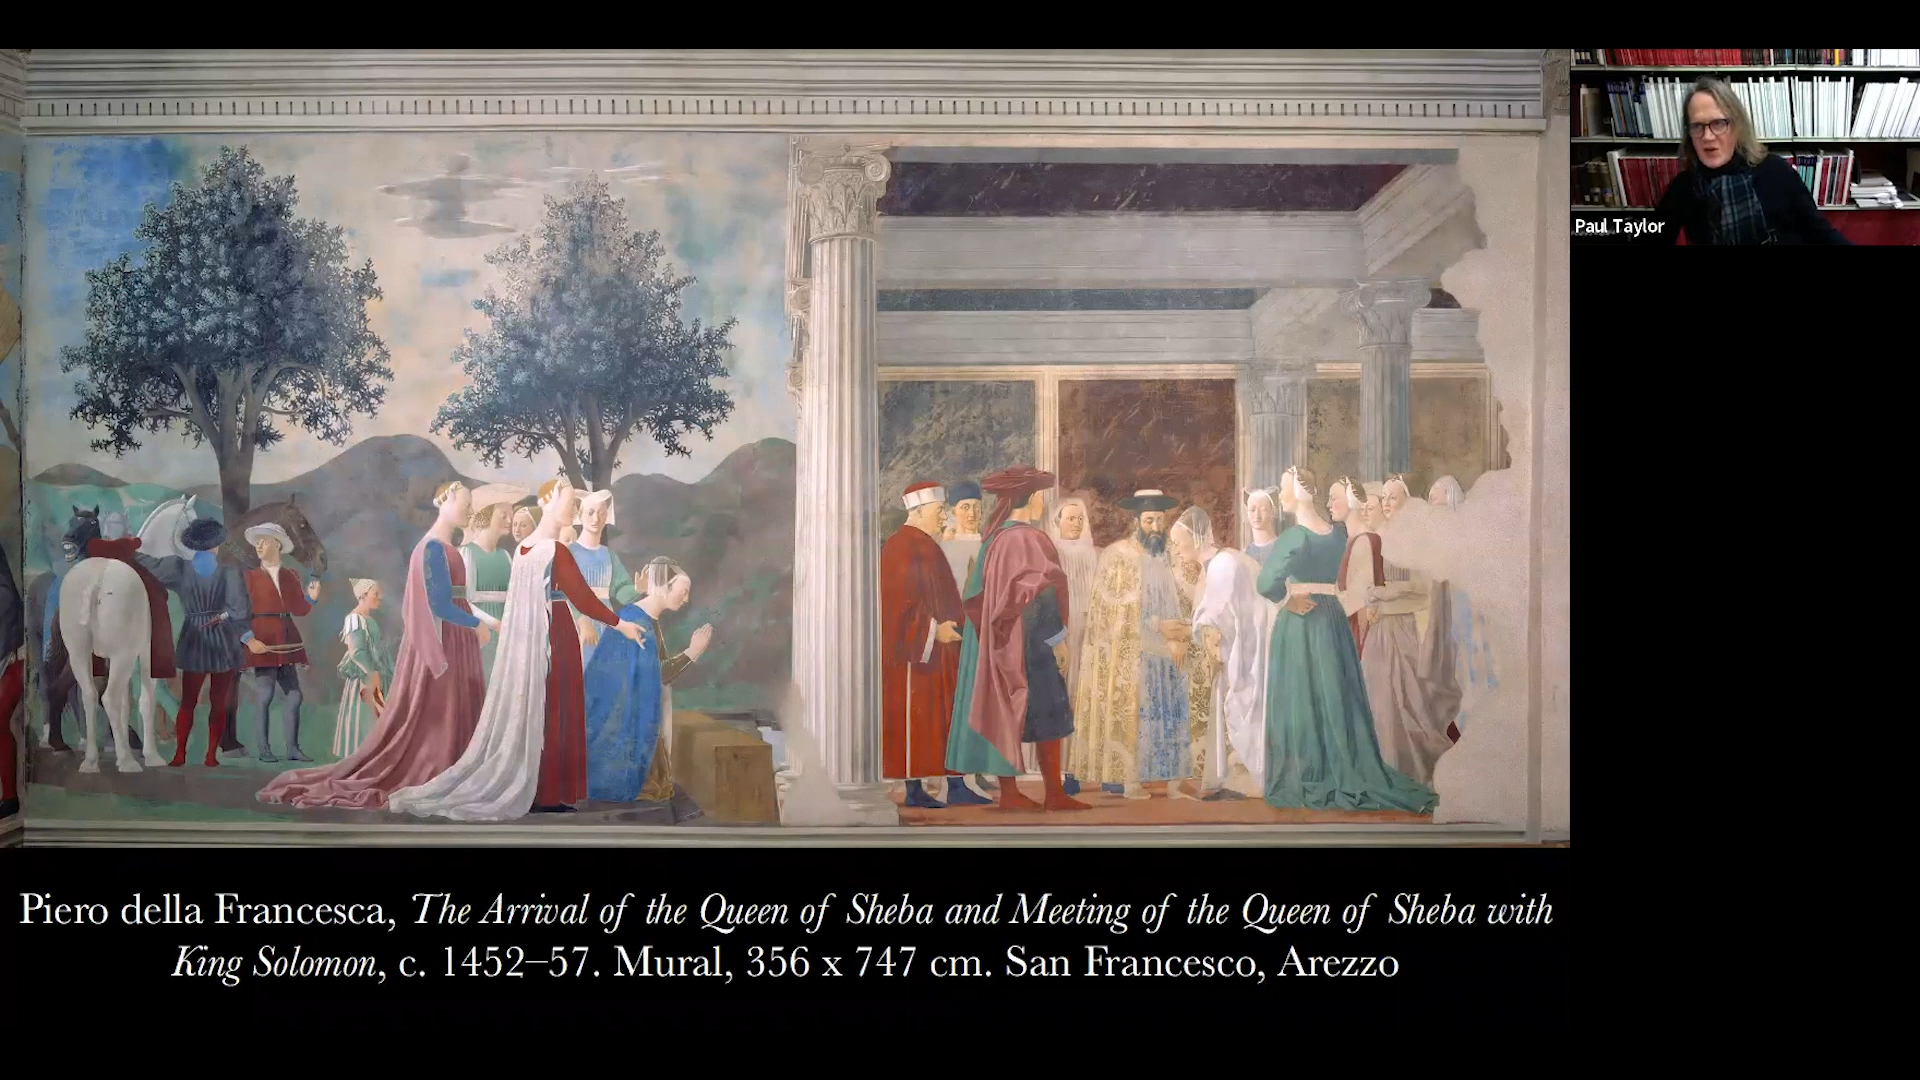 Paul Taylor
Piero della Francesca, The Arrival of the Queen of Sheba and Meeting of the Queen of Sheba with
King Solomon, c. 1452–57. Mural, 356 x 747 cm. San Francesco, Arezzo